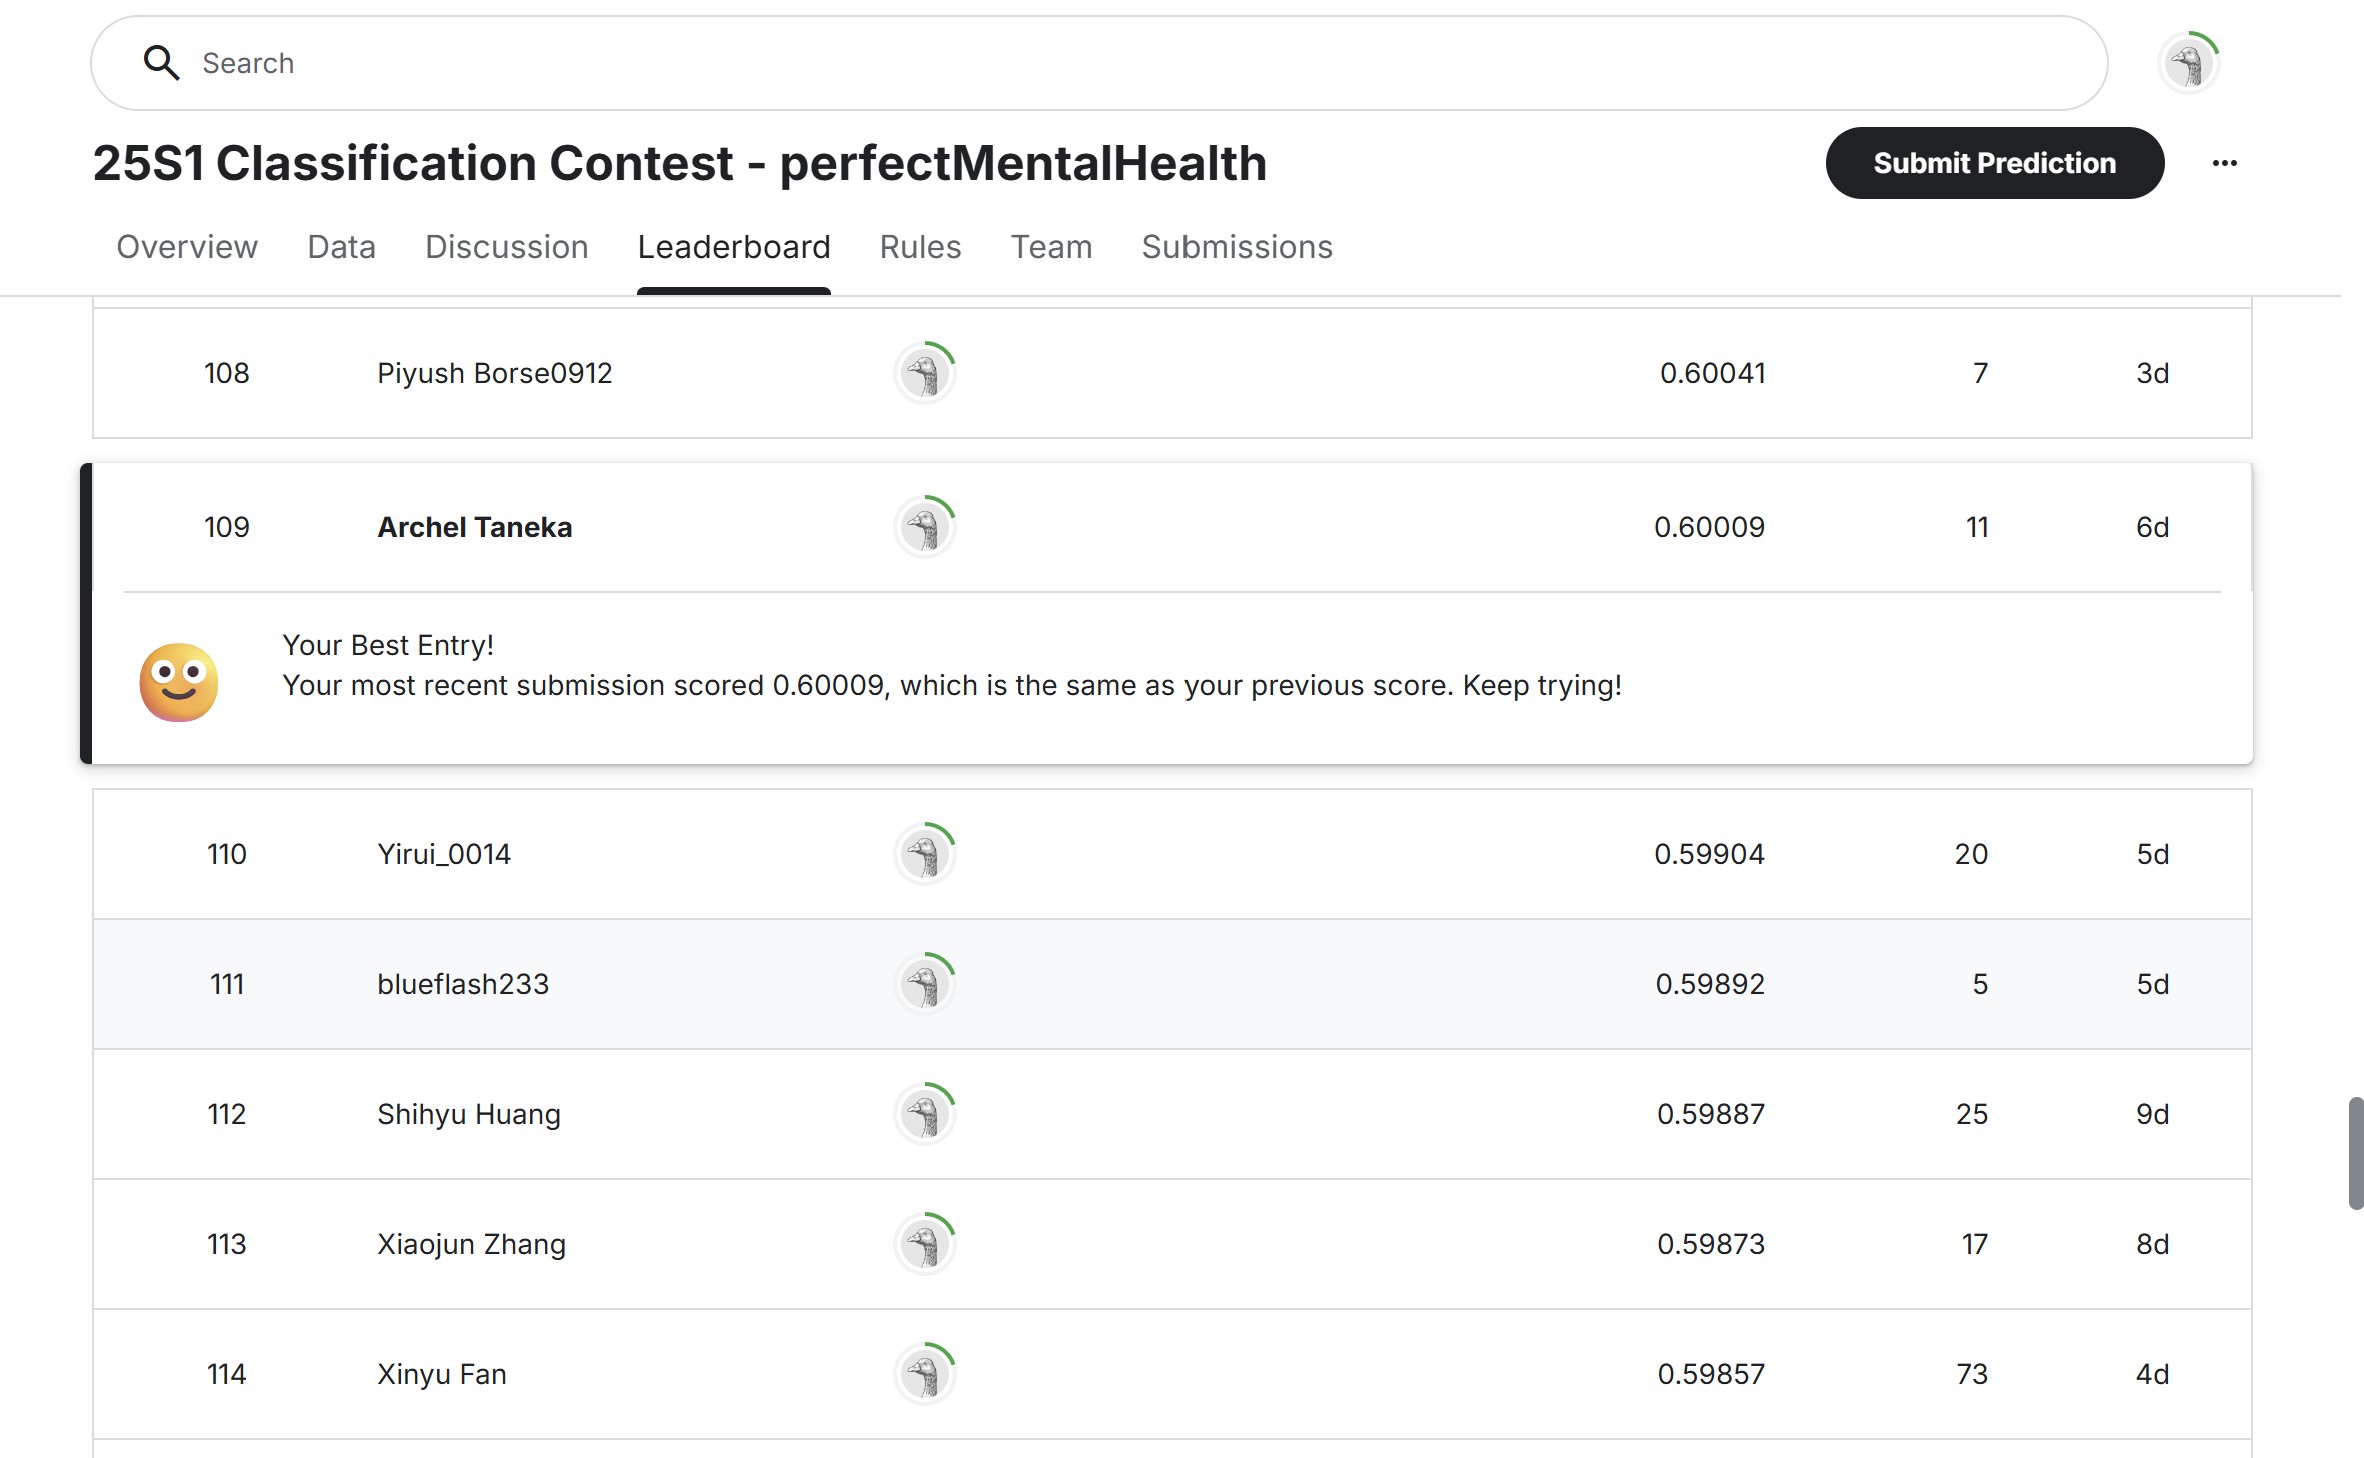 Search
25S1 Classification Contest - perfectMentalHealth
Submit Prediction
Overview Data Discussion Leaderboard Rules Team Submissions
108 Piyush Borse0912 0.60041 7 3d
109 Archel Taneka 0.60009 11 6d
Your Best Entry!
Your most recent submission scored 0.60009, which is the same as your previous score. Keep trying!
110 Yirui_0014 0.59904 20 5d
111 blueflash233 0.59892 5 5d
112 Shihyu Huang 0.59887 25 9d
113 Xiaojun Zhang 0.59873 17 8d
114 Xinyu Fan 0.59857 73 4d